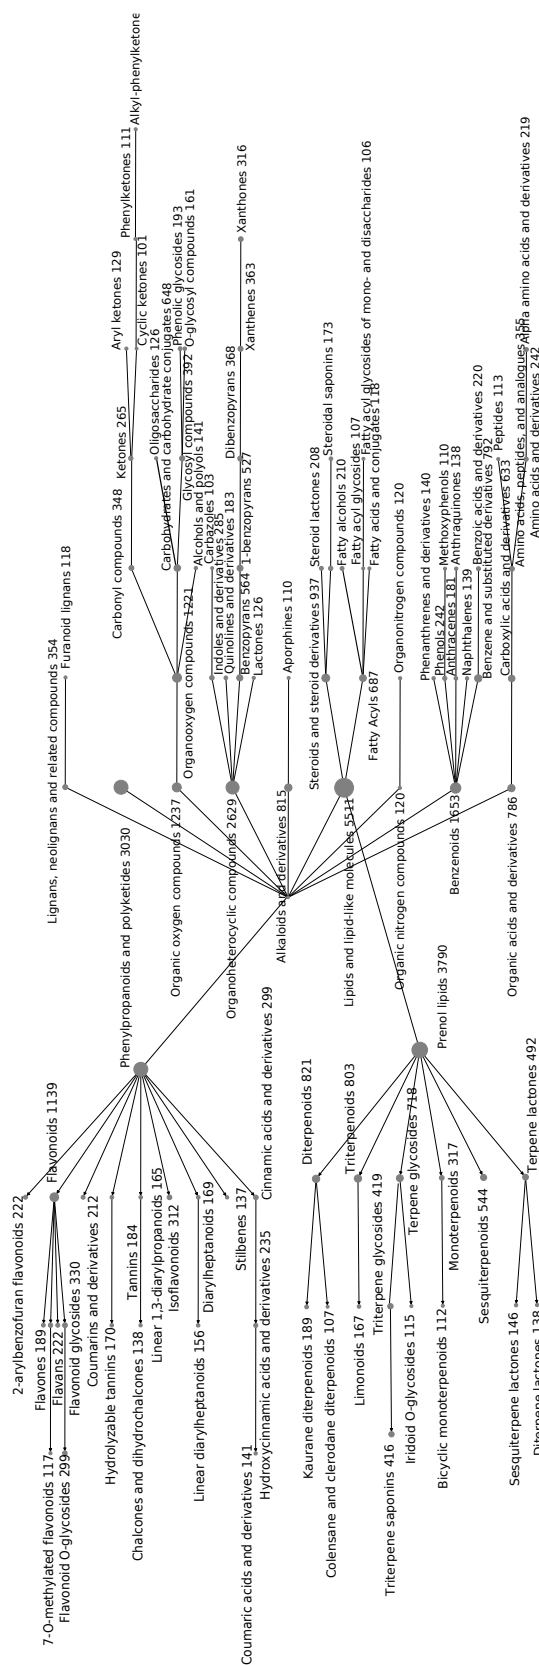 Alkyl-phenylketone
Phenylketones 111
Aryl ketones 129
Cyclic ketones 101
Ketones 265
Oligosaccharides 126
Carbohydrates and carbohydrate conjugates 648
Phenolic glycosides 193
O-glycosyl compounds 161
Glycosyl compounds 392
Alcohols and polyols 141
Carbonyl compounds 348
Organooxygen compounds 1221
Xanthones 316
Xanthenes 363
Dibenzopyrans 368
1-benzopyrans 527
Carbazoles 103
Indoles and derivatives 285
Quinolines and derivatives 183
Benzopyrans 564
Lactones 126
Aporphines 110
Furanoid lignans 118
Steroidal saponins 173
Steroid lactones 208
Steroids and steroid derivatives 937
Fatty alcohols 210
Fatty acyl glycosides 107
Fatty acyl glycosides of mono- and disaccharides 106
Fatty acids and conjugates 118
Fatty Acyls 687
Organonitrogen compounds 120
Phenanthrenes and derivatives 140
Phenols 242
Methoxyphenols 110
Anthracenes 181
Anthraquinones 138
Naphthalenes 139
Benzoic acids and derivatives 220
Benzene and substituted derivatives 792
Peptides 113
Carboxylic acids and derivatives 633
Amino acids, peptides, and analogues 355
Alpha amino acids and derivatives 219
Amino acids and derivatives 242
Lignans, neolignans and related compounds 354
Phenylpropanoids and polyketides 3030
Organic oxygen compounds 1237
Organoheterocyclic compounds 2629
Alkaloids and derivatives 815
Lipids and lipid-like molecules 5511
Organic nitrogen compounds 120
Benzenoids 1653
Organic acids and derivatives 786
Prenol lipids 3790
2-arylbenzofuran flavonoids 222
Flavonoids 1139
Coumarins and derivatives 212
Hydrolyzable tannins 170
Tannins 184
Chalcones and dihydrochalcones 138
Linear 1,3-diarylpropanoids 165
Isoflavonoids 312
Diarylheptanoids 169
Linear diarylheptanoids 156
Stilbenes 137
Cinnamic acids and derivatives 299
Hydroxycinnamic acids and derivatives 235
Coumaric acids and derivatives 141
Flavones 189
Flavans 222
Flavonoid glycosides 330
7-O-methylated flavonoids 117
Flavonoid O-glycosides 299
Diterpenoids 821
Triterpenoids 803
Terpene glycosides 718
Monoterpenoids 317
Sesquiterpenoids 544
Terpene lactones 492
Kaurane diterpenoids 189
Colensane and clerodane diterpenoids 107
Limonoids 167
Triterpene glycosides 419
Triterpene saponins 416
Iridoid O-glycosides 115
Bicyclic monoterpenoids 112
Sesquiterpene lactones 146
Diterpene lactones 138